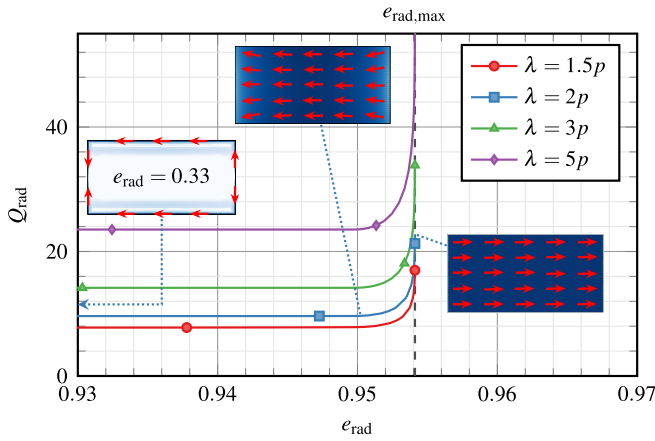 e_rad,max
λ = 1.5p
λ = 2p
λ = 3p
λ = 5p
e_rad = 0.33
Q_rad
40
20
0
0.93 0.94 0.95 0.96 0.97
e_rad